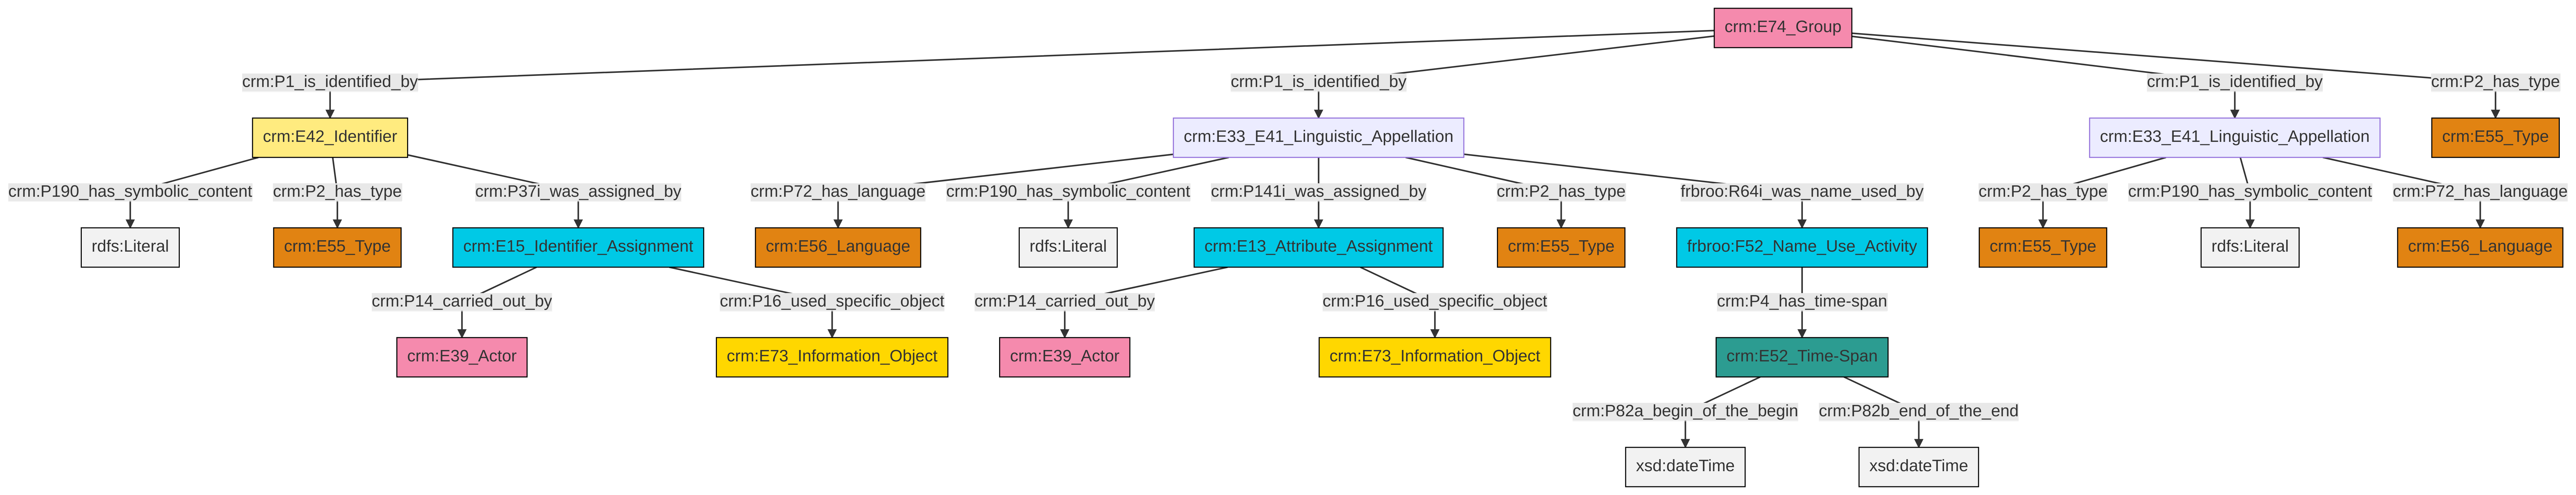 crm:E74_Group
crm:P1_is_identified_by
crm:P1_is_identified_by
crm:P1_is_identified_by
crm:P2_has_type
crm:E42_Identifier
crm:E33_E41_Linguistic_Appellation
crm:E33_E41_Linguistic_Appellation
crm:E55_Type
crm:P190_has_symbolic_content
crm:P2_has_type
crm:P37i_was_assigned_by
crm:P72_has_language
crm:P190_has_symbolic_content
crm:P141i_was_assigned_by
crm:P2_has_type
frbroo:R64i_was_name_used_by
crm:P2_has_type
crm:P190_has_symbolic_content
crm:P72_has_language
rdfs:Literal
crm:E55_Type
crm:E15_Identifier_Assignment
crm:E56_Language
rdfs:Literal
crm:E13_Attribute_Assignment
crm:E55_Type
frbroo:F52_Name_Use_Activity
crm:E55_Type
rdfs:Literal
crm:E56_Language
crm:P14_carried_out_by
crm:P16_used_specific_object
crm:P14_carried_out_by
crm:P16_used_specific_object
crm:P4_has_time-span
crm:E39_Actor
crm:E73_Information_Object
crm:E39_Actor
crm:E73_Information_Object
crm:E52_Time-Span
crm:P82a_begin_of_the_begin
crm:P82b_end_of_the_end
xsd:dateTime
xsd:dateTime